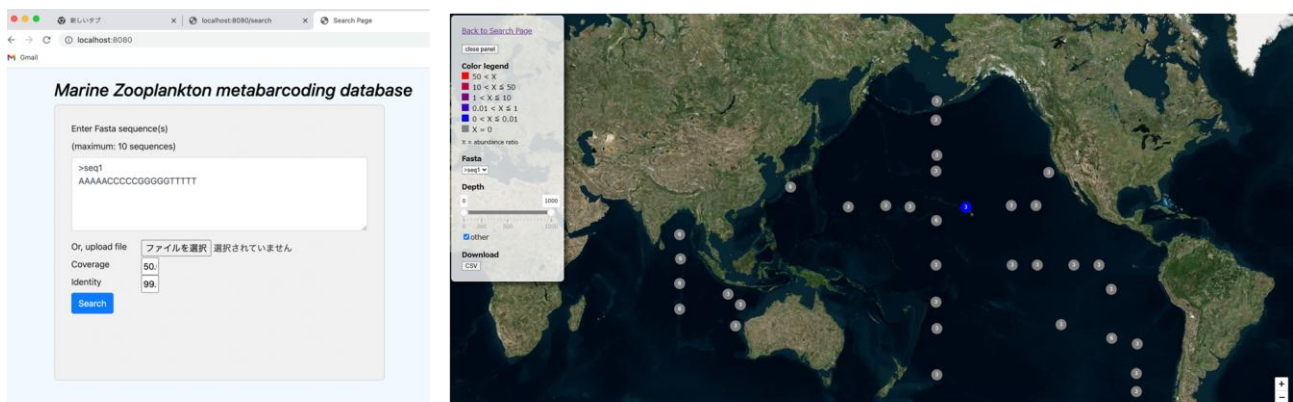 新しいタブ
localhost:8080/search
Search Page
localhost:8080
Gmail
Marine Zooplankton metabarcoding database
Enter Fasta sequence(s)
(maximum: 10 sequences)
>seq1
AAAAACCCCCGGGGGTTTTT
Or, upload file ファイルを選択 選択されていません
Coverage 50.
Identity 99.
Search
Back to Search Page
close panel
Color legend
50 < X
10 < X ≤ 50
1 < X ≤ 10
0.01 < X ≤ 1
0 < X ≤ 0.01
X = 0
X = abundance ratio
Fasta
>seq1
Depth
0 1000
0 200 500 1000
other
Download
CSV
+
−